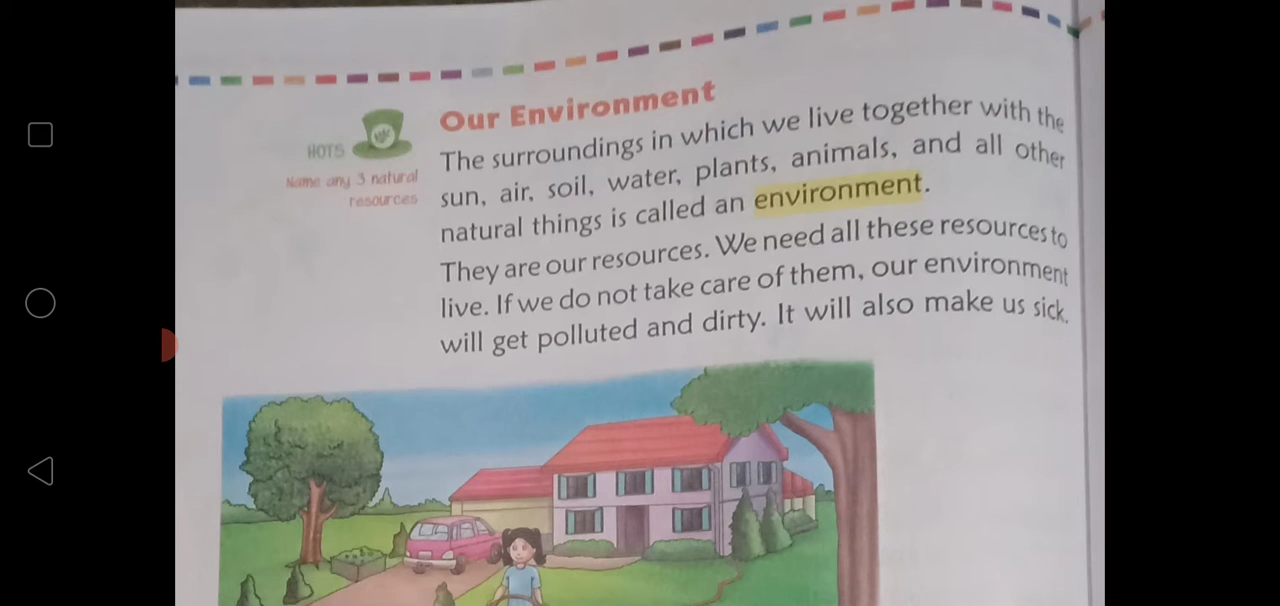 Our Environment
HOTS
Name any 3 natural
resources
The surroundings in which we live together with the
sun, air, soil, water, plants, animals, and all other
natural things is called an environment.
They are our resources. We need all these resources to
live. If we do not take care of them, our environment
will get polluted and dirty. It will also make us sick.